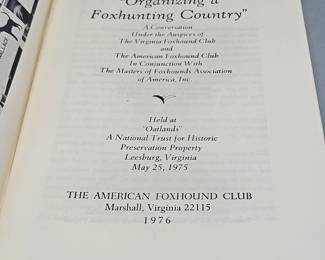 "Organizing a
Foxhunting Country"
A Conversation
Under the Auspices of
The Virginia Foxhound Club
and
The American Foxhound Club
In Conjunction With
The Masters of Foxhounds Association
of America, Inc.
Held at
'Oatlands'
A National Trust for Historic
Preservation Property
Leesburg, Virginia
May 25, 1975
THE AMERICAN FOXHOUND CLUB
Marshall, Virginia 22115
1976